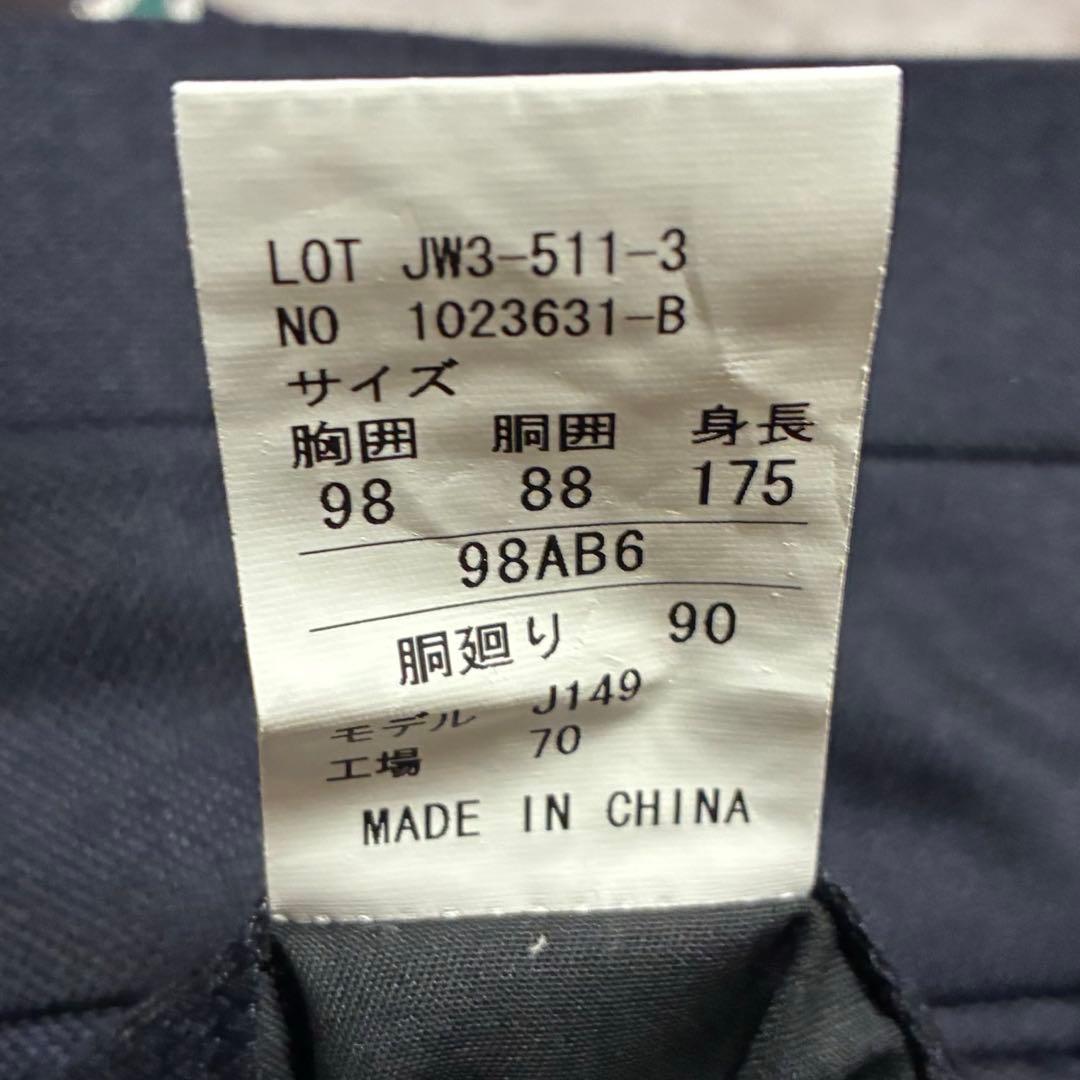 LOT JW3-511-3
NO 1023631-B
サイズ
胸囲 胴囲 身長
98 88 175
98AB6
胴廻り 90
モデル J149
工場 70
MADE IN CHINA